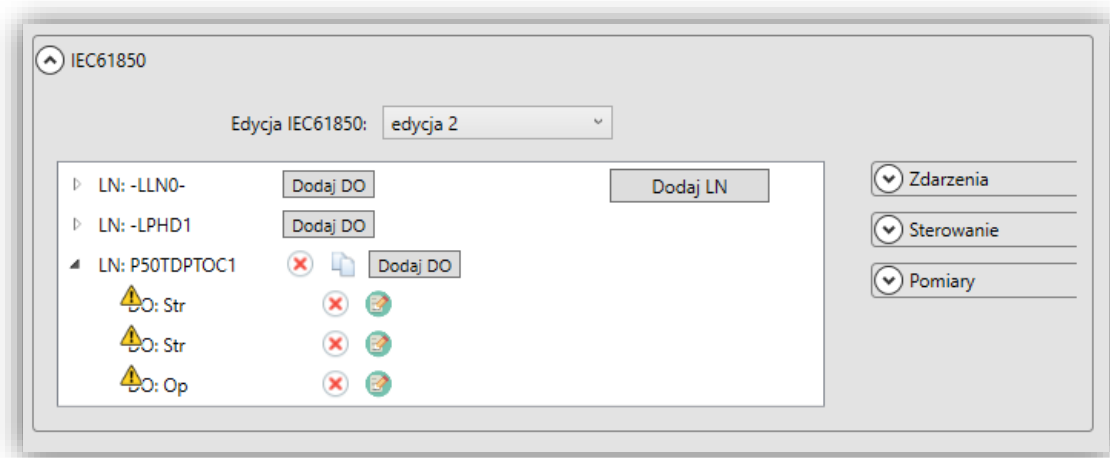 IEC61850
Edycja IEC61850: edycja 2
LN: -LLN0- Dodaj DO Dodaj LN Zdarzenia
LN: -LPHD1 Dodaj DO Sterowanie
LN: P50TDPTOC1 Dodaj DO Pomiary
DO: Str
DO: Str
DO: Op